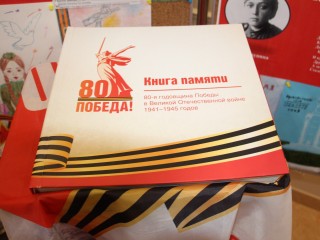 80
ПОБЕДА!
Книга памяти
80-я годовщина Победы
в Великой Отечественной войне
1941–1945 годов